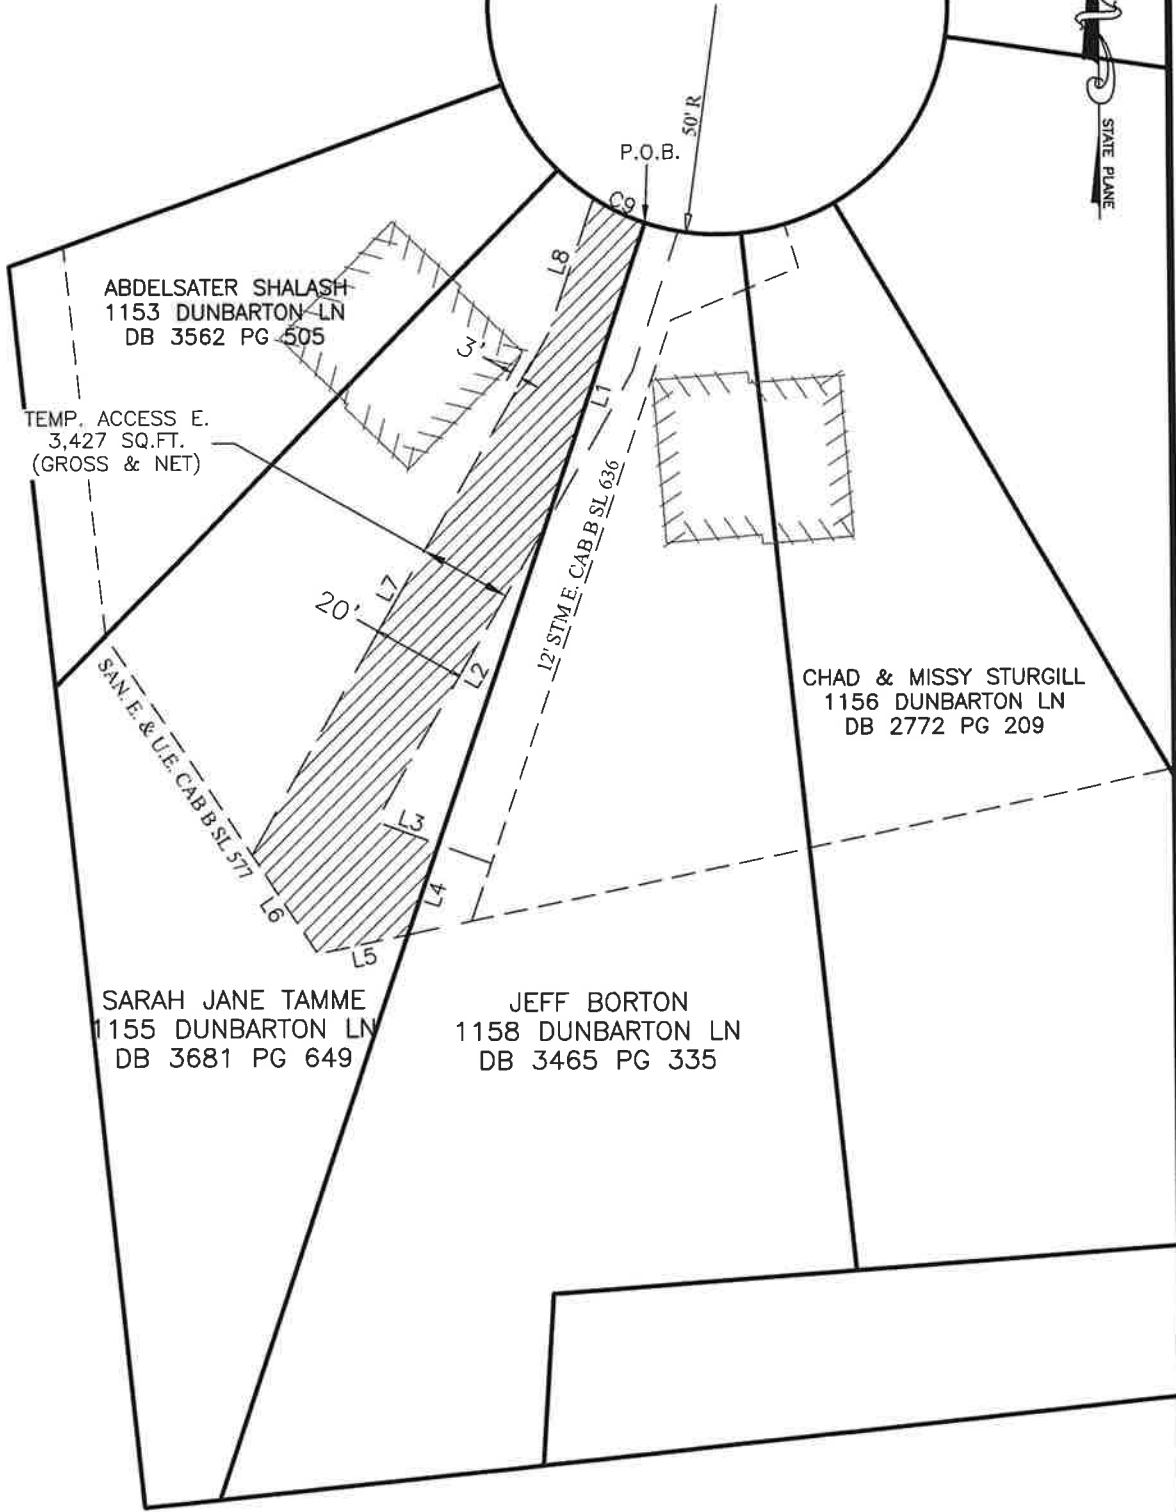 STATE PLANE
50' R
P.O.B.
C9
L8
ABDELSATER SHALASH
1153 DUNBARTON LN
DB 3562 PG 505
3'
L1
TEMP. ACCESS E.
3,427 SQ.FT.
(GROSS & NET)
12' STM E. CAB B SL 636
L7
20'
L2
SAN. E. & U.E. CAB B SL 577
CHAD & MISSY STURGILL
1156 DUNBARTON LN
DB 2772 PG 209
L3
L4
L6
L5
SARAH JANE TAMME
1155 DUNBARTON LN
DB 3681 PG 649
JEFF BORTON
1158 DUNBARTON LN
DB 3465 PG 335